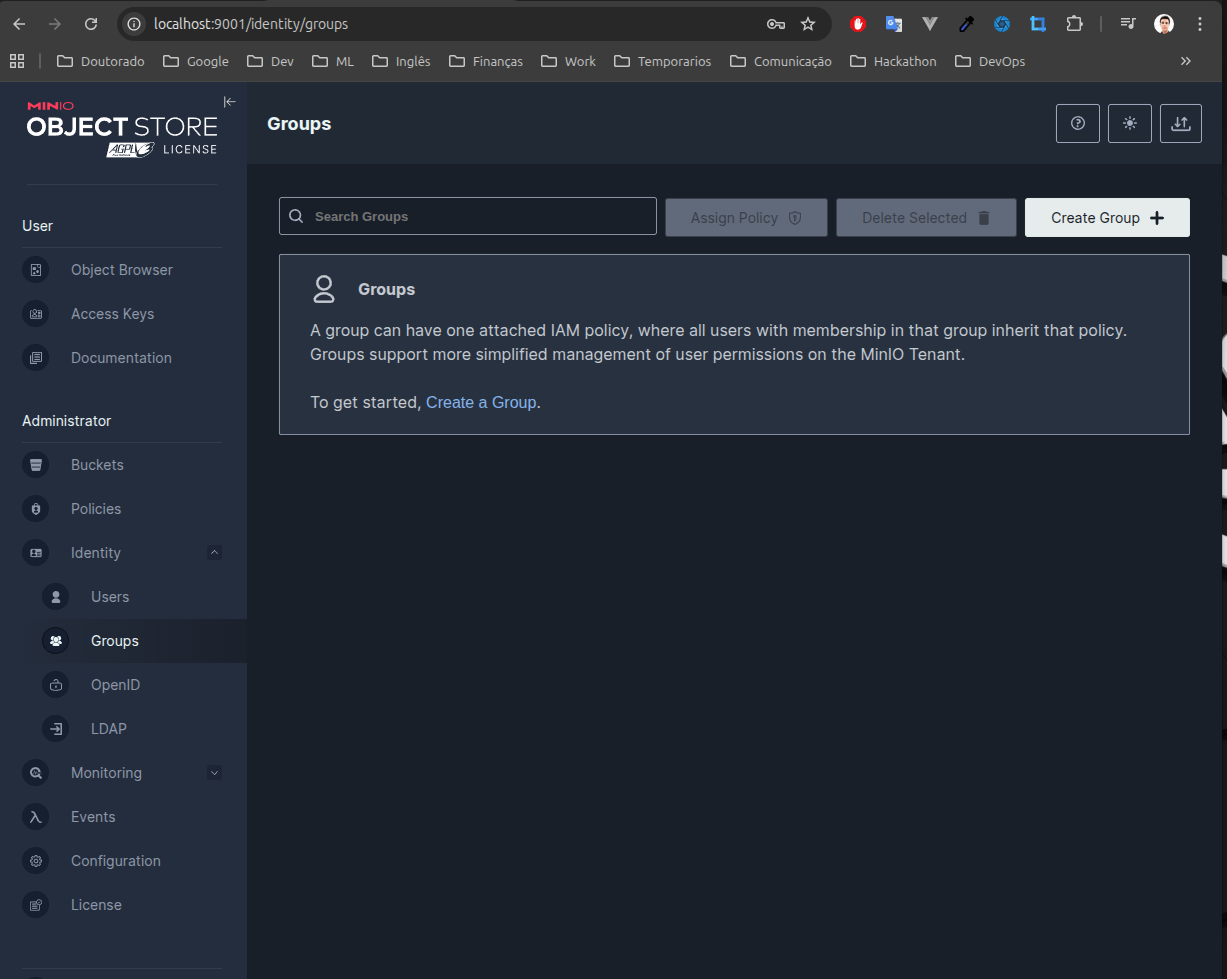 localhost:9001/identity/groups
Doutorado Google Dev ML Inglês Finanças Work Temporarios Comunicação Hackathon DevOps
MINIO
OBJECT STORE
AGPLv3 LICENSE
Groups
User
Object Browser
Access Keys
Documentation
Administrator
Buckets
Policies
Identity
Users
Groups
OpenID
LDAP
Monitoring
Events
Configuration
License
Search Groups
Assign Policy
Delete Selected
Create Group
Groups
A group can have one attached IAM policy, where all users with membership in that group inherit that policy.
Groups support more simplified management of user permissions on the MinIO Tenant.
To get started, Create a Group.